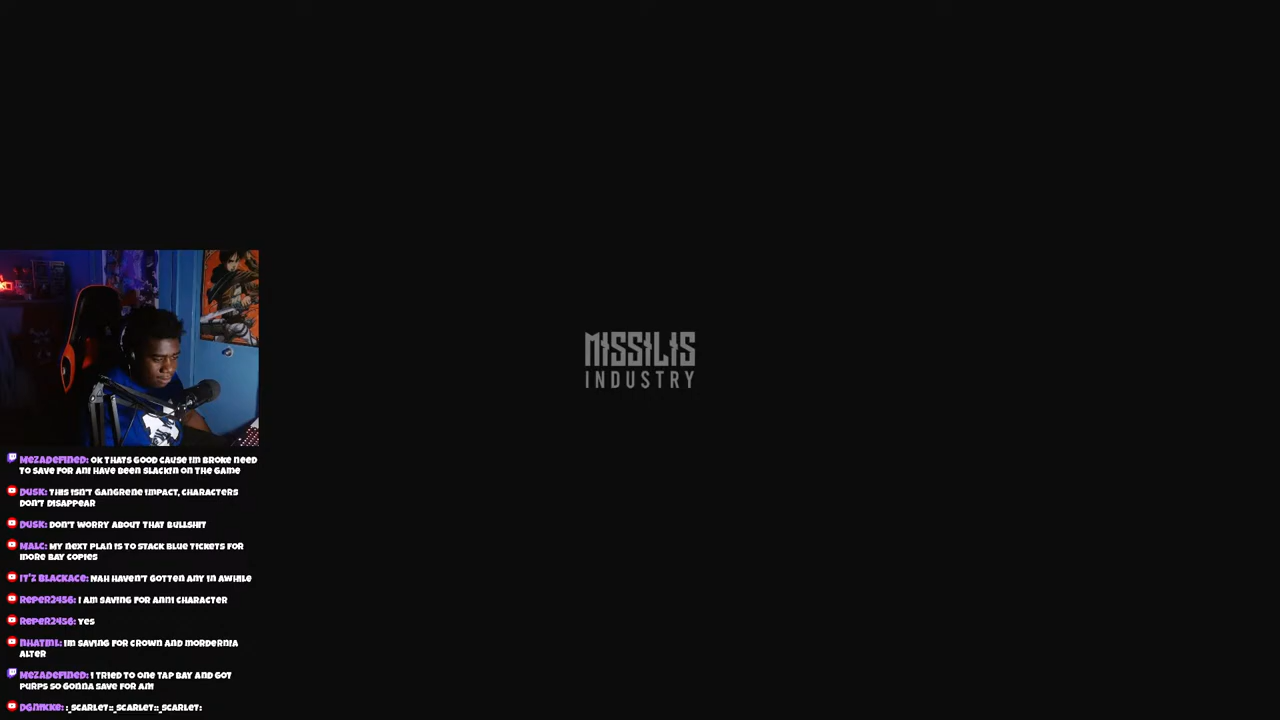 MISSILIS
INDUSTRY
MezaDefined: Ok thats good cause im broke need
to save for ani have been slackin on the game
Dusk: This isn't gangrene impact, characters
don't disappear
Dusk: Don't worry about that bullshit
Malc: My next plan is to stack blue tickets for
more Bay copies
It'z BlackAce: Nah haven't gotten any in awhile
Reper2456: I am saving for anni character
Reper2456: Yes
nhatml: Im saving for crown and mordernia
alter
MezaDefined: I tried to one tap bay and got
purps so gonna save for ani
DGNikke: :_Scarlet::_Scarlet::_Scarlet: